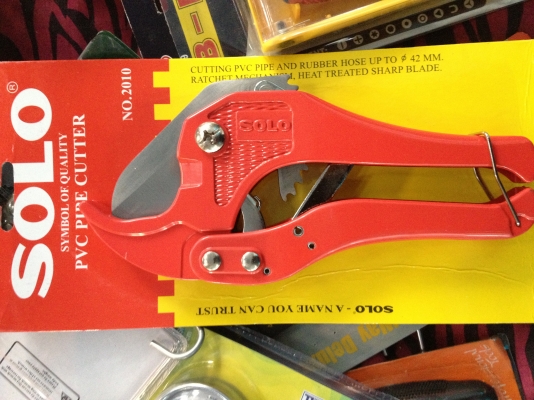 CUTTING PVC PIPE AND RUBBER HOSE UP TO ⌀ 42 MM.
RATCHET MECHANISM, HEAT TREATED SHARP BLADE.
SOLO®
SYMBOL OF QUALITY
PVC PIPE CUTTER
NO.2010
SOLO
SOLO® - A NAME YOU CAN TRUST